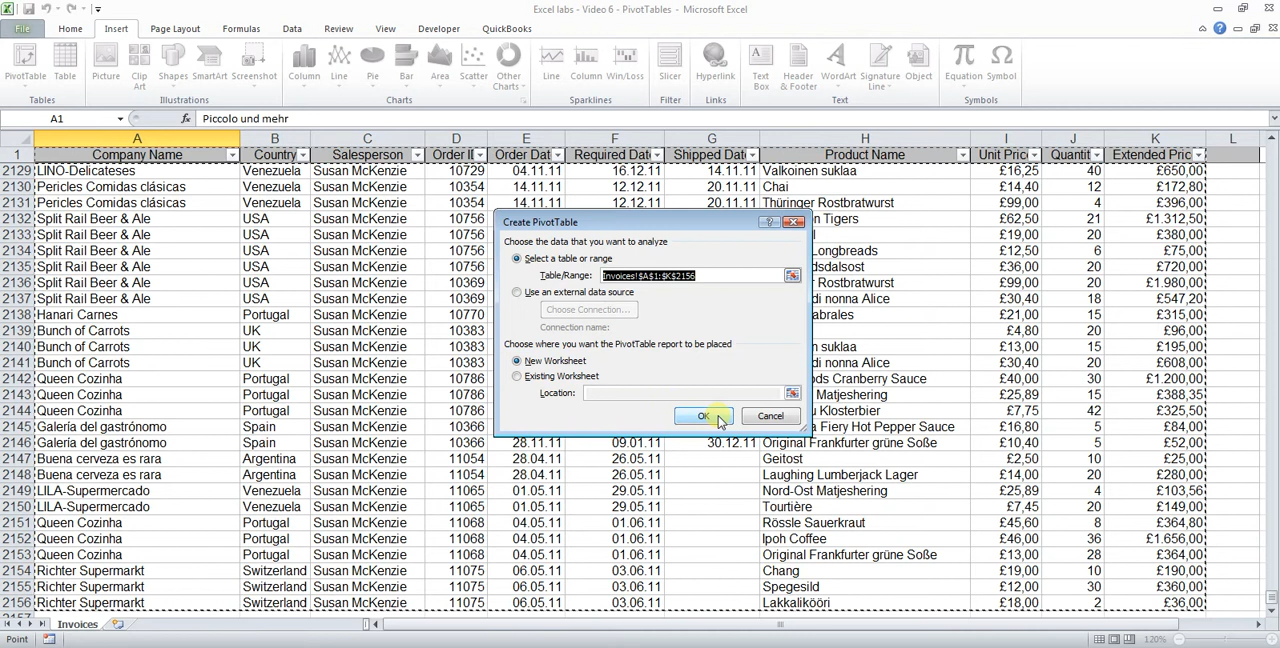 Excel labs - Video 6 - PivotTables - Microsoft Excel
File Home Insert Page Layout Formulas Data Review View Developer QuickBooks
PivotTable Table Picture Clip Art Shapes SmartArt Screenshot Column Line Pie Bar Area Scatter Other Charts Line Column Win/Loss Slicer Hyperlink Text Box Header & Footer WordArt Signature Line Object Equation Symbol
Tables Illustrations Charts Sparklines Filter Links Text Symbols
A1 fx Piccolo und mehr
A B C D E F G H I J K L
1 Company Name Country Salesperson Order I Order Dat Required Dat Shipped Dat Product Name Unit Pric Quantit Extended Pric
2129 LINO-Delicateses Venezuela Susan McKenzie 10729 04.11.11 16.12.11 14.11.11 Valkoinen suklaa £16,25 40 £650,00
2130 Pericles Comidas clásicas Venezuela Susan McKenzie 10354 14.11.11 12.12.11 20.11.11 Chai £14,40 12 £172,80
2131 Pericles Comidas clásicas Venezuela Susan McKenzie 10354 14.11.11 12.12.11 20.11.11 Thüringer Rostbratwurst £99,00 4 £396,00
2132 Split Rail Beer & Ale USA Susan McKenzie 10756 n Tigers £62,50 21 £1.312,50
2133 Split Rail Beer & Ale USA Susan McKenzie 10756 £19,00 20 £380,00
2134 Split Rail Beer & Ale USA Susan McKenzie 10756 Longbreads £12,50 6 £75,00
2135 Split Rail Beer & Ale USA Susan McKenzie 10756 dsdalsost £36,00 20 £720,00
2136 Split Rail Beer & Ale USA Susan McKenzie 10369 er Rostbratwurst £99,00 20 £1.980,00
2137 Split Rail Beer & Ale USA Susan McKenzie 10369 di nonna Alice £30,40 18 £547,20
2138 Hanari Carnes Portugal Susan McKenzie 10770 abrales £21,00 15 £315,00
2139 Bunch of Carrots UK Susan McKenzie 10383 £4,80 20 £96,00
2140 Bunch of Carrots UK Susan McKenzie 10383 en suklaa £13,00 15 £195,00
2141 Bunch of Carrots UK Susan McKenzie 10383 di nonna Alice £30,40 20 £608,00
2142 Queen Cozinha Portugal Susan McKenzie 10786 ods Cranberry Sauce £40,00 30 £1.200,00
2143 Queen Cozinha Portugal Susan McKenzie 10786 Matjeshering £25,89 15 £388,35
2144 Queen Cozinha Portugal Susan McKenzie 10786 u Klosterbier £7,75 42 £325,50
2145 Galería del gastrónomo Spain Susan McKenzie 10366 a Fiery Hot Pepper Sauce £16,80 5 £84,00
2146 Galería del gastrónomo Spain Susan McKenzie 10366 28.11.11 09.01.11 30.12.11 Original Frankfurter grüne Soße £10,40 5 £52,00
2147 Buena cerveza es rara Argentina Susan McKenzie 11054 28.04.11 26.05.11 Geitost £2,50 10 £25,00
2148 Buena cerveza es rara Argentina Susan McKenzie 11054 28.04.11 26.05.11 Laughing Lumberjack Lager £14,00 20 £280,00
2149 LILA-Supermercado Venezuela Susan McKenzie 11065 01.05.11 29.05.11 Nord-Ost Matjeshering £25,89 4 £103,56
2150 LILA-Supermercado Venezuela Susan McKenzie 11065 01.05.11 29.05.11 Tourtière £7,45 20 £149,00
2151 Queen Cozinha Portugal Susan McKenzie 11068 04.05.11 01.06.11 Rössle Sauerkraut £45,60 8 £364,80
2152 Queen Cozinha Portugal Susan McKenzie 11068 04.05.11 01.06.11 Ipoh Coffee £46,00 36 £1.656,00
2153 Queen Cozinha Portugal Susan McKenzie 11068 04.05.11 01.06.11 Original Frankfurter grüne Soße £13,00 28 £364,00
2154 Richter Supermarkt Switzerland Susan McKenzie 11075 06.05.11 03.06.11 Chang £19,00 10 £190,00
2155 Richter Supermarkt Switzerland Susan McKenzie 11075 06.05.11 03.06.11 Spegesild £12,00 30 £360,00
2156 Richter Supermarkt Switzerland Susan McKenzie 11075 06.05.11 03.06.11 Lakkalikööri £18,00 2 £36,00
Create PivotTable
Choose the data that you want to analyze
Select a table or range
Table/Range: Invoices!$A$1:$K$2156
Use an external data source
Choose Connection...
Connection name:
Choose where you want the PivotTable report to be placed
New Worksheet
Existing Worksheet
Location:
OK Cancel
Invoices
Point 120%